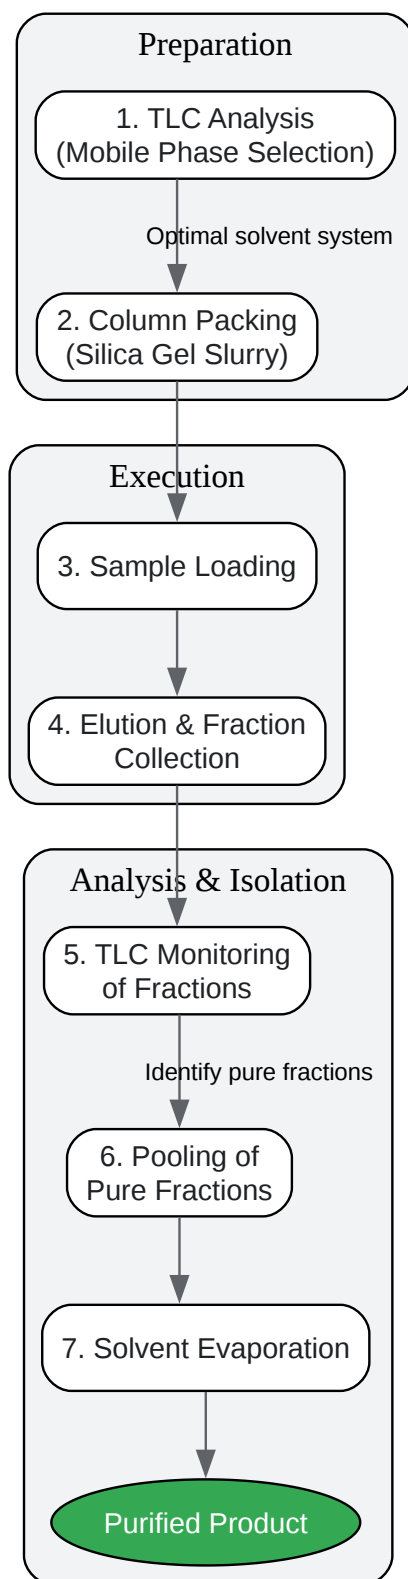 Preparation
1. TLC Analysis
(Mobile Phase Selection)
Optimal solvent system
2. Column Packing
(Silica Gel Slurry)
Execution
3. Sample Loading
4. Elution & Fraction
Collection
Analysis & Isolation
5. TLC Monitoring
of Fractions
Identify pure fractions
6. Pooling of
Pure Fractions
7. Solvent Evaporation
Purified Product